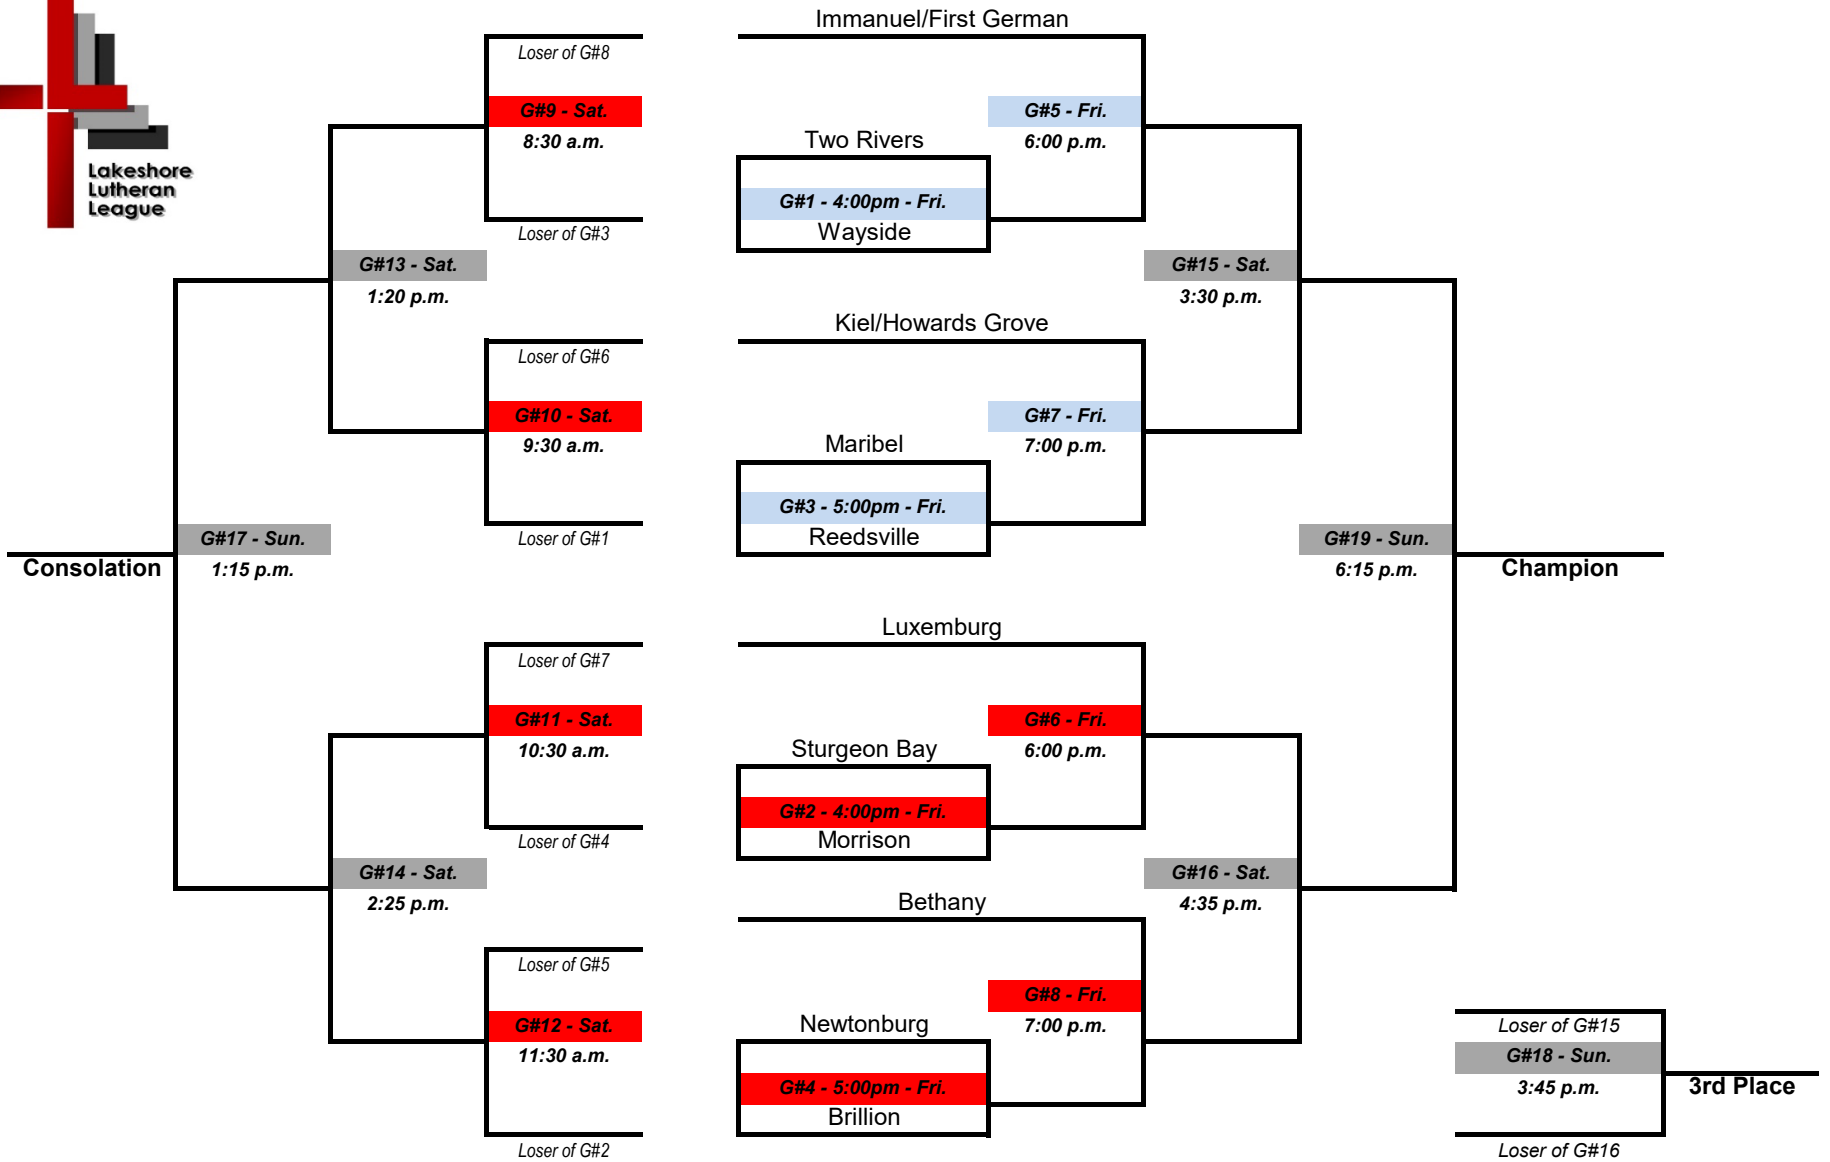 Lakeshore
Lutheran
League
Loser of G#8
G#9 - Sat.
8:30 a.m.
Loser of G#3
G#13 - Sat.
1:20 p.m.
Loser of G#6
G#10 - Sat.
9:30 a.m.
Loser of G#1
G#17 - Sun.
Consolation
1:15 p.m.
Loser of G#7
G#11 - Sat.
10:30 a.m.
Loser of G#4
G#14 - Sat.
2:25 p.m.
Loser of G#5
G#12 - Sat.
11:30 a.m.
Loser of G#2
Immanuel/First German
G#5 - Fri.
6:00 p.m.
Two Rivers
G#1 - 4:00pm - Fri.
Wayside
G#15 - Sat.
3:30 p.m.
Kiel/Howards Grove
G#7 - Fri.
7:00 p.m.
Maribel
G#3 - 5:00pm - Fri.
Reedsville
G#19 - Sun.
6:15 p.m.
Champion
Luxemburg
G#6 - Fri.
6:00 p.m.
Sturgeon Bay
G#2 - 4:00pm - Fri.
Morrison
G#16 - Sat.
4:35 p.m.
Bethany
G#8 - Fri.
7:00 p.m.
Newtonburg
G#4 - 5:00pm - Fri.
Brillion
Loser of G#15
G#18 - Sun.
3:45 p.m.
3rd Place
Loser of G#16